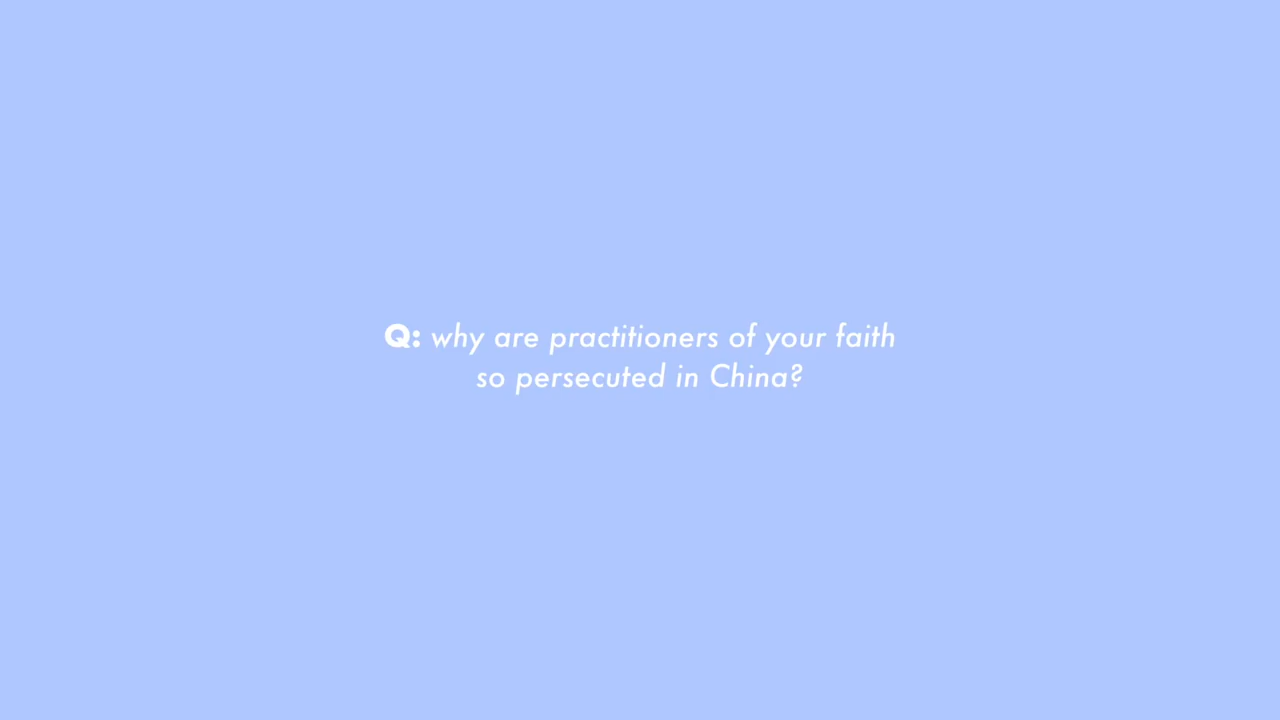 Q: why are practitioners of your faith
so persecuted in China?